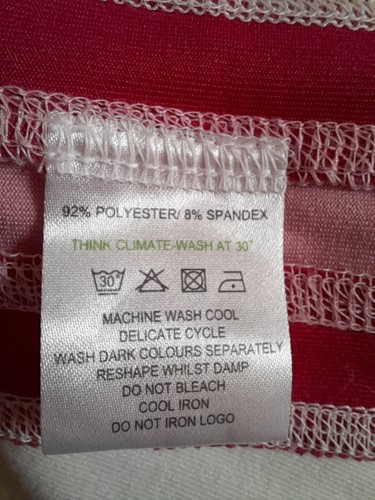 92% POLYESTER/ 8% SPANDEX
THINK CLIMATE-WASH AT 30°
30°
MACHINE WASH COOL
DELICATE CYCLE
WASH DARK COLOURS SEPARATELY
RESHAPE WHILST DAMP
DO NOT BLEACH
COOL IRON
DO NOT IRON LOGO